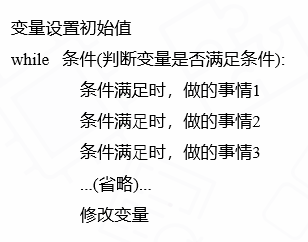 变量设置初始值
while 条件(判断变量是否满足条件):
条件满足时，做的事情1
条件满足时，做的事情2
条件满足时，做的事情3
...(省略)...
修改变量